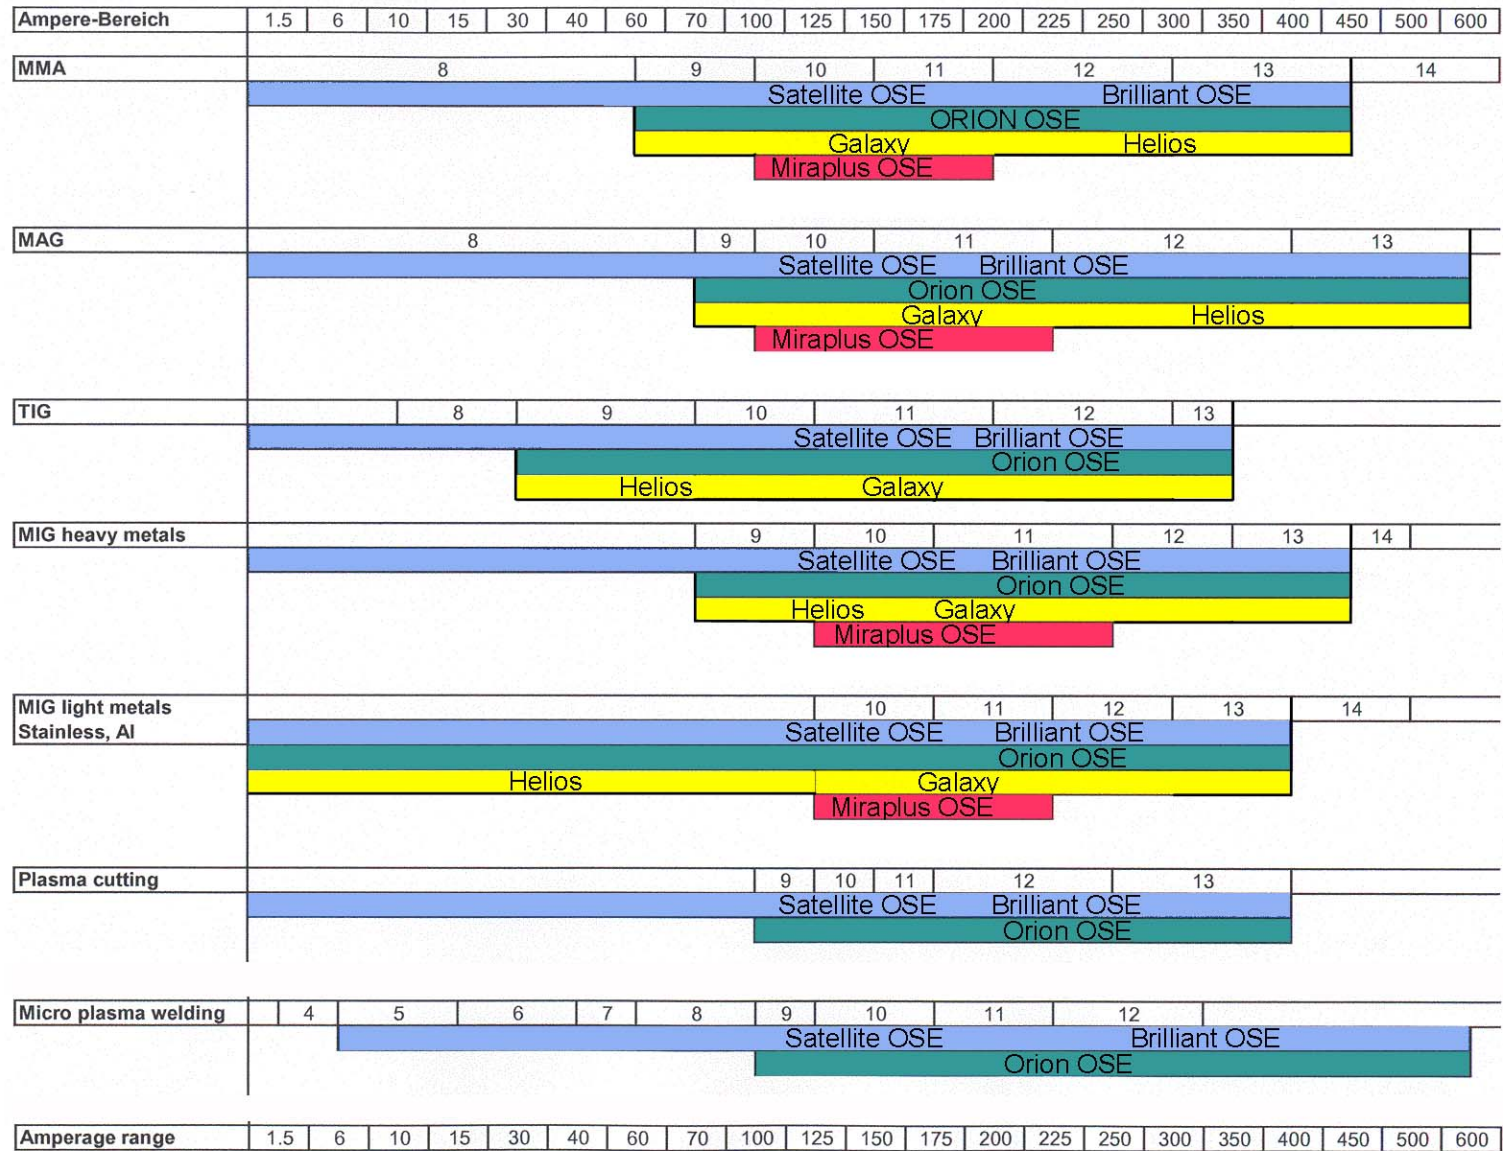 Ampere-Bereich 1.5 6 10 15 30 40 60 70 100 125 150 175 200 225 250 300 350 400 450 500 600
MMA 8 9 10 11 12 13 14
Satellite OSE Brilliant OSE
ORION OSE
Galaxy Helios
Miraplus OSE
MAG 8 9 10 11 12 13
Satellite OSE Brilliant OSE
Orion OSE
Galaxy Helios
Miraplus OSE
TIG 8 9 10 11 12 13
Satellite OSE Brilliant OSE
Orion OSE
Helios Galaxy
MIG heavy metals 9 10 11 12 13 14
Satellite OSE Brilliant OSE
Orion OSE
Helios Galaxy
Miraplus OSE
MIG light metals 10 11 12 13 14
Stainless, Al Satellite OSE Brilliant OSE
Orion OSE
Helios Galaxy
Miraplus OSE
Plasma cutting 9 10 11 12 13
Satellite OSE Brilliant OSE
Orion OSE
Micro plasma welding 4 5 6 7 8 9 10 11 12
Satellite OSE Brilliant OSE
Orion OSE
Amperage range 1.5 6 10 15 30 40 60 70 100 125 150 175 200 225 250 300 350 400 450 500 600